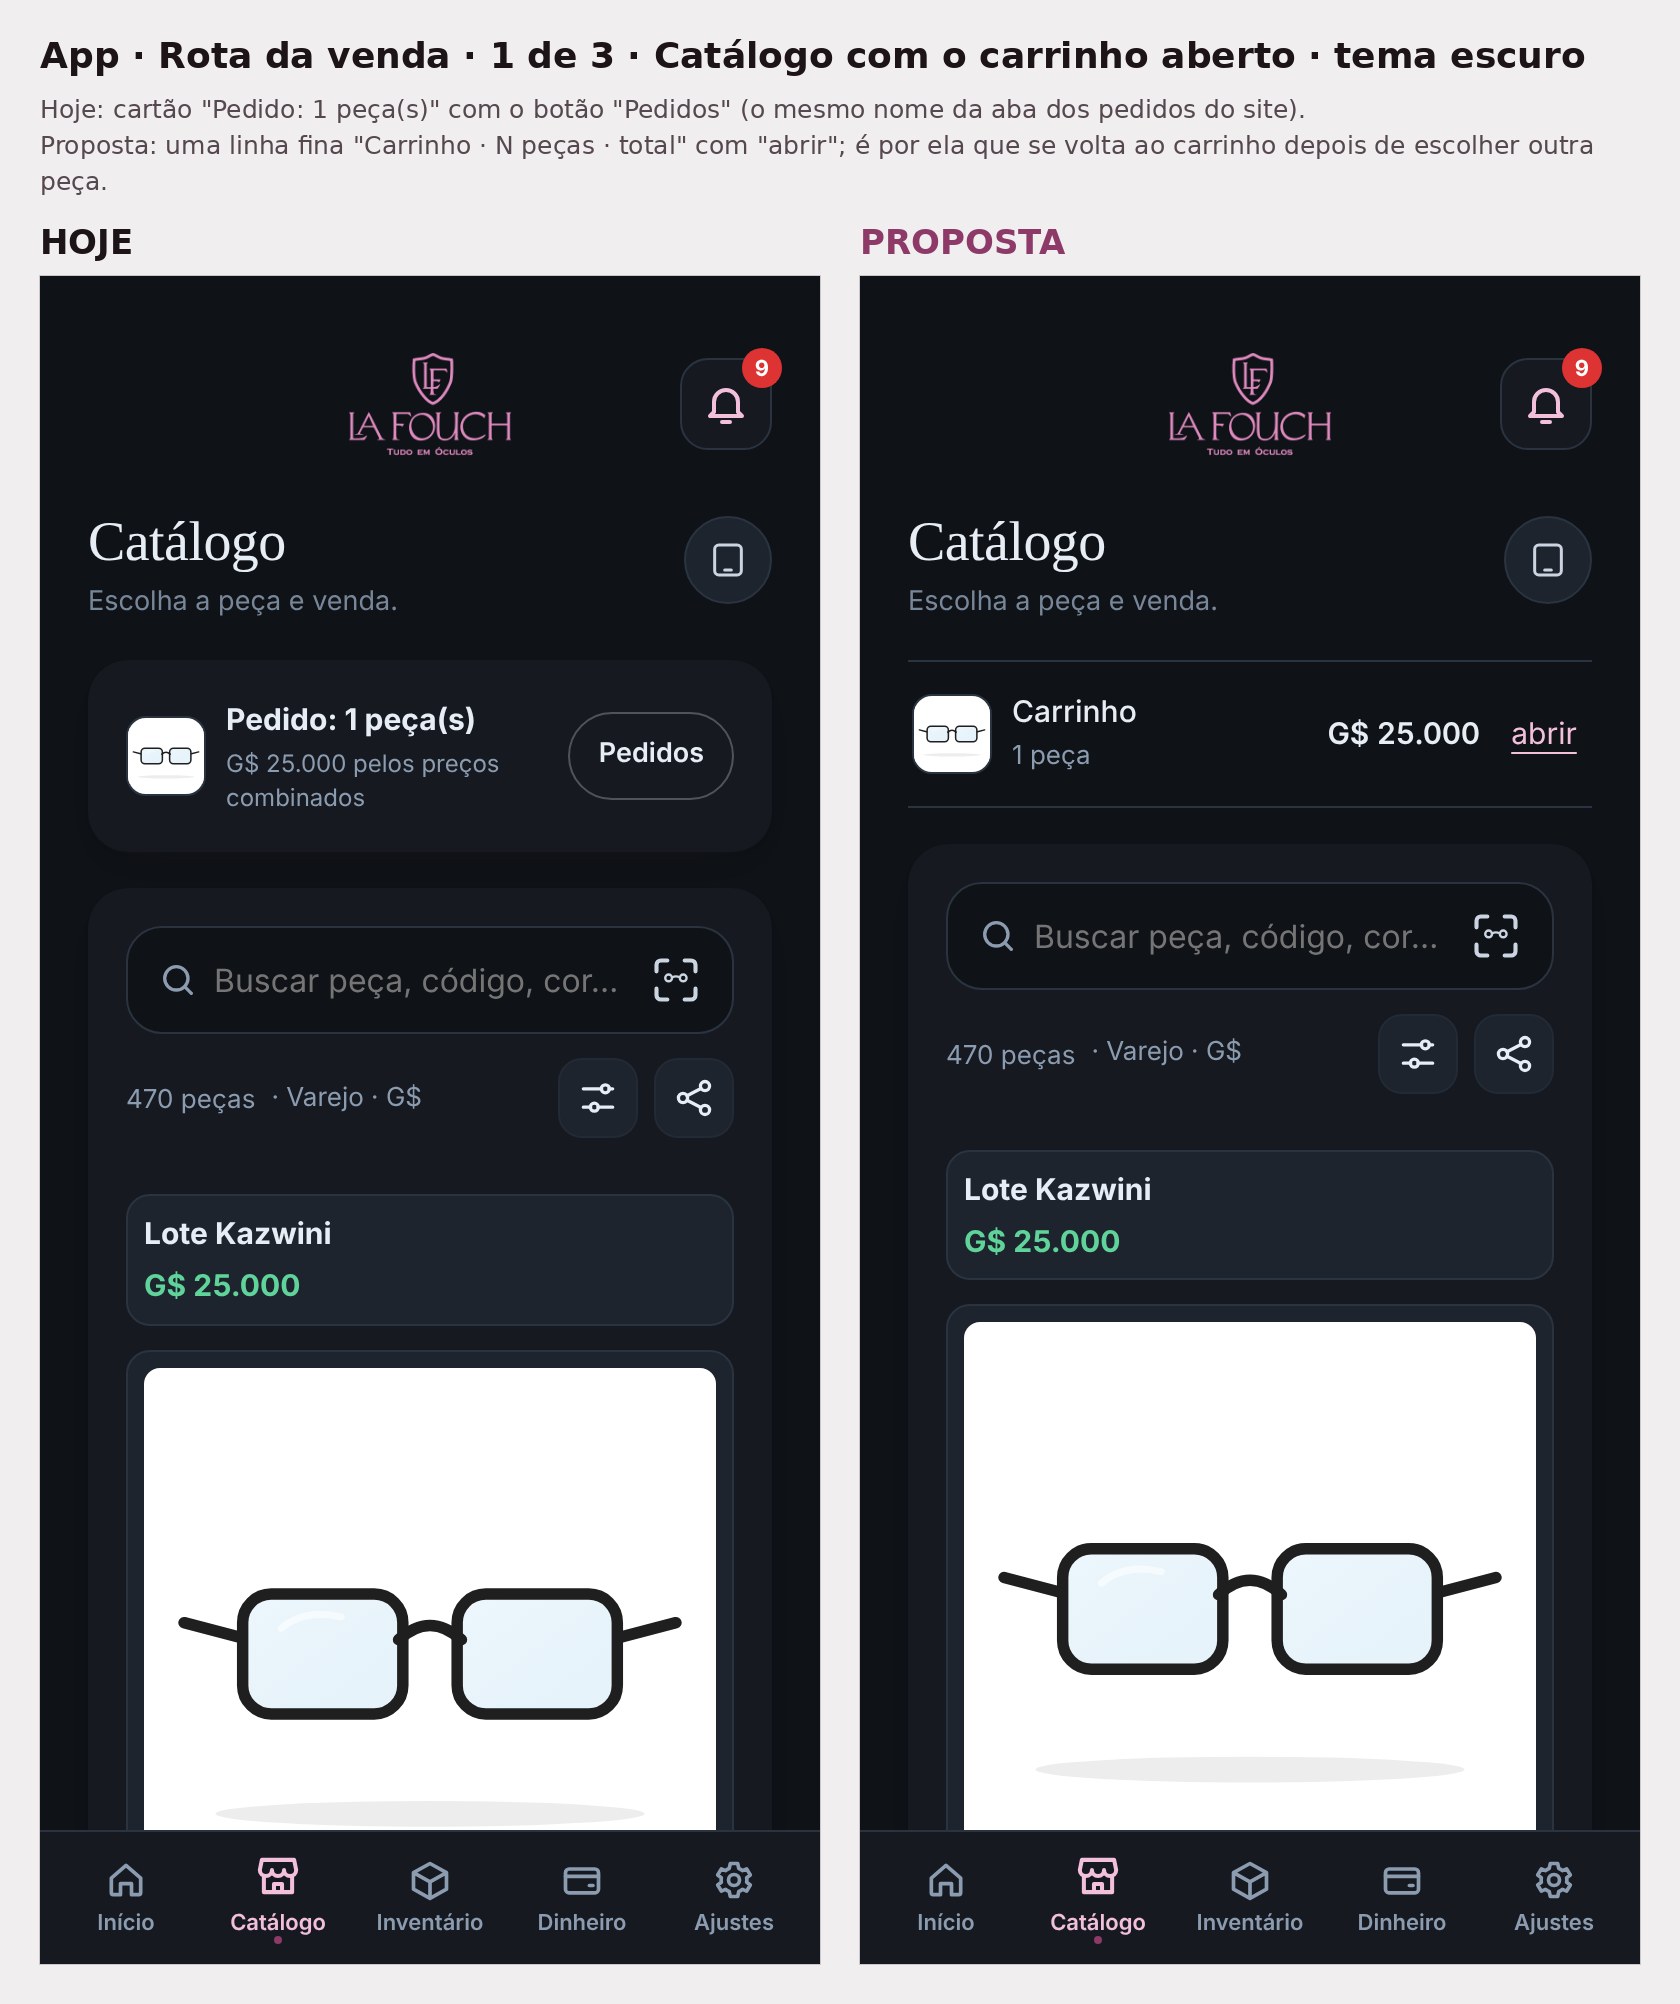 App · Rota da venda · 1 de 3 · Catálogo com o carrinho aberto · tema escuro
Hoje: cartão "Pedido: 1 peça(s)" com o botão "Pedidos" (o mesmo nome da aba dos pedidos do site).
Proposta: uma linha fina "Carrinho · N peças · total" com "abrir"; é por ela que se volta ao carrinho depois de escolher outra
peça.
HOJE
LF
LA FOUCH
TUDO EM ÓCULOS
9
Catálogo
Escolha a peça e venda.
Pedido: 1 peça(s)
G$ 25.000 pelos preços
combinados
Pedidos
Buscar peça, código, cor...
470 peças · Varejo · G$
Lote Kazwini
G$ 25.000
Início
Catálogo
Inventário
Dinheiro
Ajustes
PROPOSTA
LF
LA FOUCH
TUDO EM ÓCULOS
9
Catálogo
Escolha a peça e venda.
Carrinho
1 peça
G$ 25.000
abrir
Buscar peça, código, cor...
470 peças · Varejo · G$
Lote Kazwini
G$ 25.000
Início
Catálogo
Inventário
Dinheiro
Ajustes